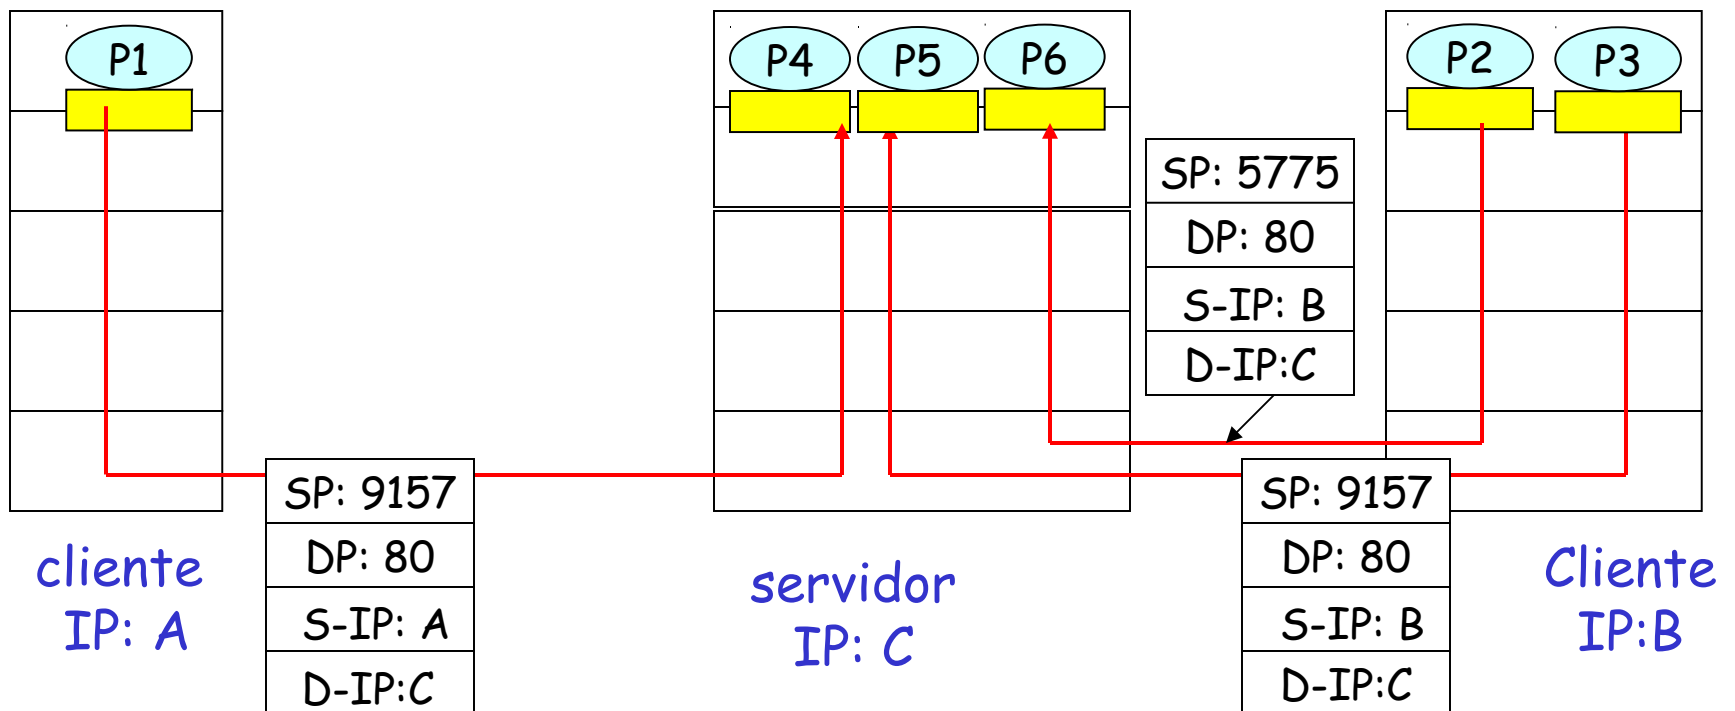 P1
P4
P5
P6
P2
P3
SP: 5775
DP: 80
S-IP: B
D-IP:C
SP: 9157
DP: 80
S-IP: A
D-IP:C
SP: 9157
DP: 80
S-IP: B
D-IP:C
cliente
IP: A
servidor
IP: C
Cliente
IP:B